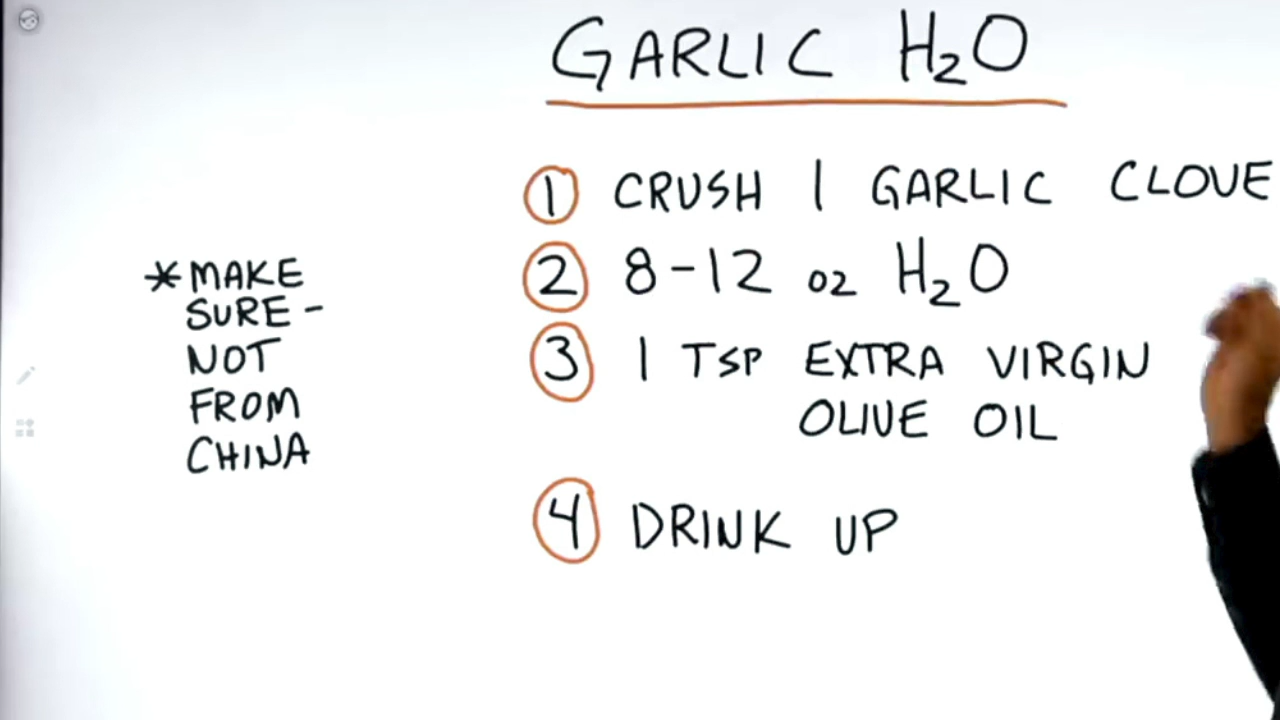 GARLIC H₂O
① CRUSH 1 GARLIC CLOVE
② 8-12 oz H₂O
③ 1 TSP EXTRA VIRGIN
OLIVE OIL
④ DRINK UP
*MAKE
SURE-
NOT
FROM
CHINA